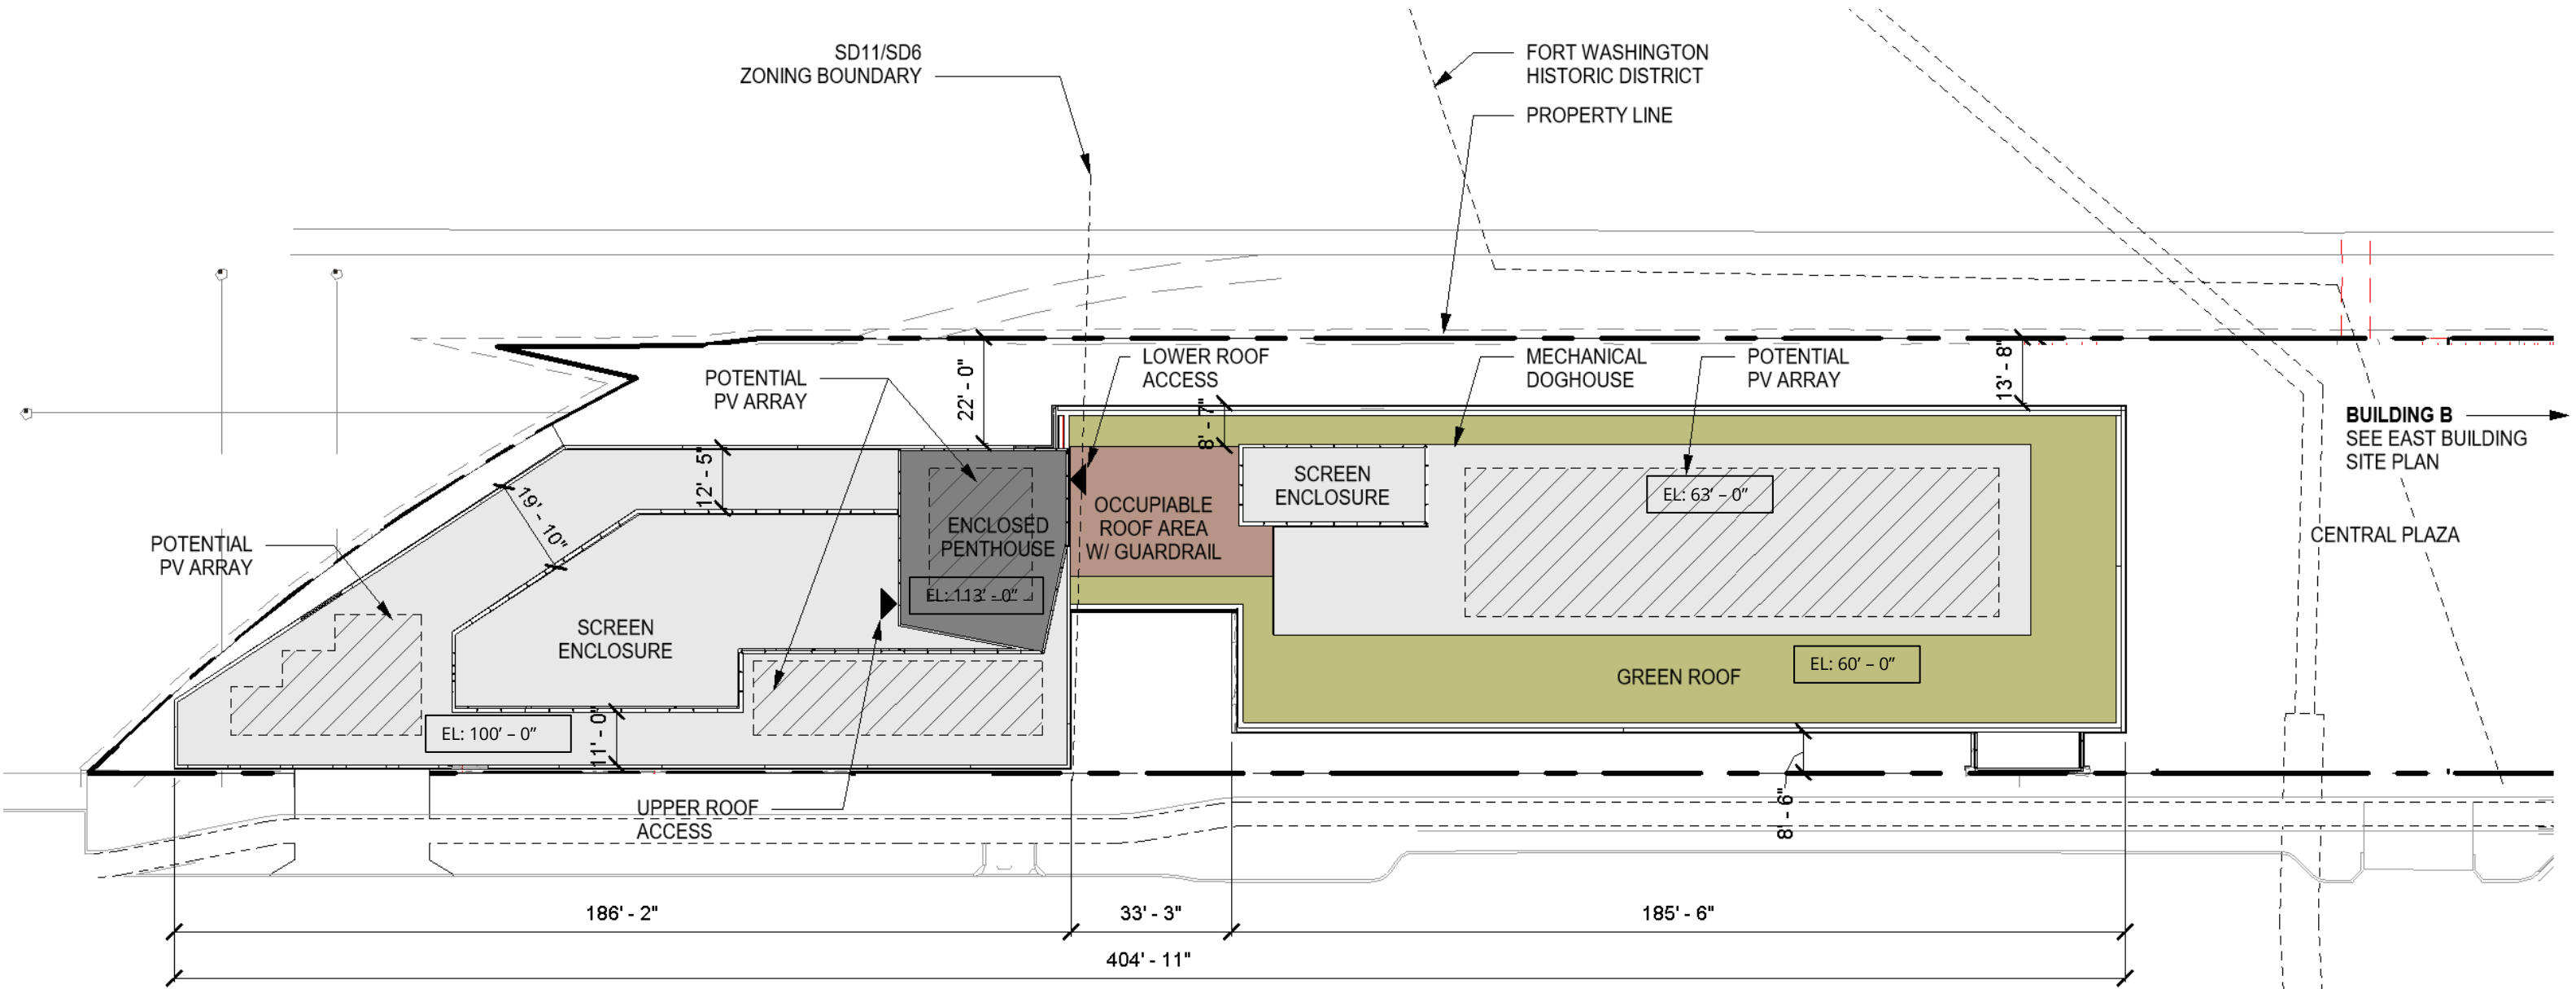 SD11/SD6
ZONING BOUNDARY
FORT WASHINGTON
HISTORIC DISTRICT
PROPERTY LINE
LOWER ROOF
ACCESS
MECHANICAL
DOGHOUSE
POTENTIAL
PV ARRAY
POTENTIAL
PV ARRAY
22' - 0"
13' - 8"
8' - 7"
BUILDING B
SEE EAST BUILDING
SITE PLAN
12' - 5"
19' - 10"
SCREEN
ENCLOSURE
EL: 63' – 0"
OCCUPIABLE
ROOF AREA
W/ GUARDRAIL
ENCLOSED
PENTHOUSE
CENTRAL PLAZA
POTENTIAL
PV ARRAY
EL: 113' - 0"
SCREEN
ENCLOSURE
EL: 60' – 0"
GREEN ROOF
EL: 100' – 0"
11' - 0"
8' - 6"
UPPER ROOF
ACCESS
186' - 2"
33' - 3"
185' - 6"
404' - 11"